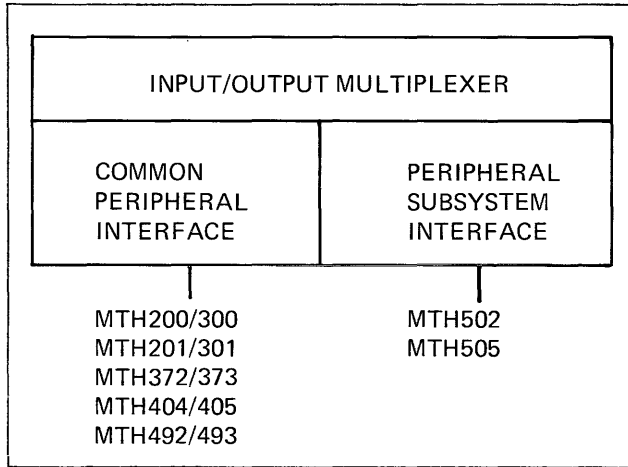 INPUT/OUTPUT MULTIPLEXER
COMMON
PERIPHERAL
INTERFACE
PERIPHERAL
SUBSYSTEM
INTERFACE
MTH200/300
MTH201/301
MTH372/373
MTH404/405
MTH492/493
MTH502
MTH505